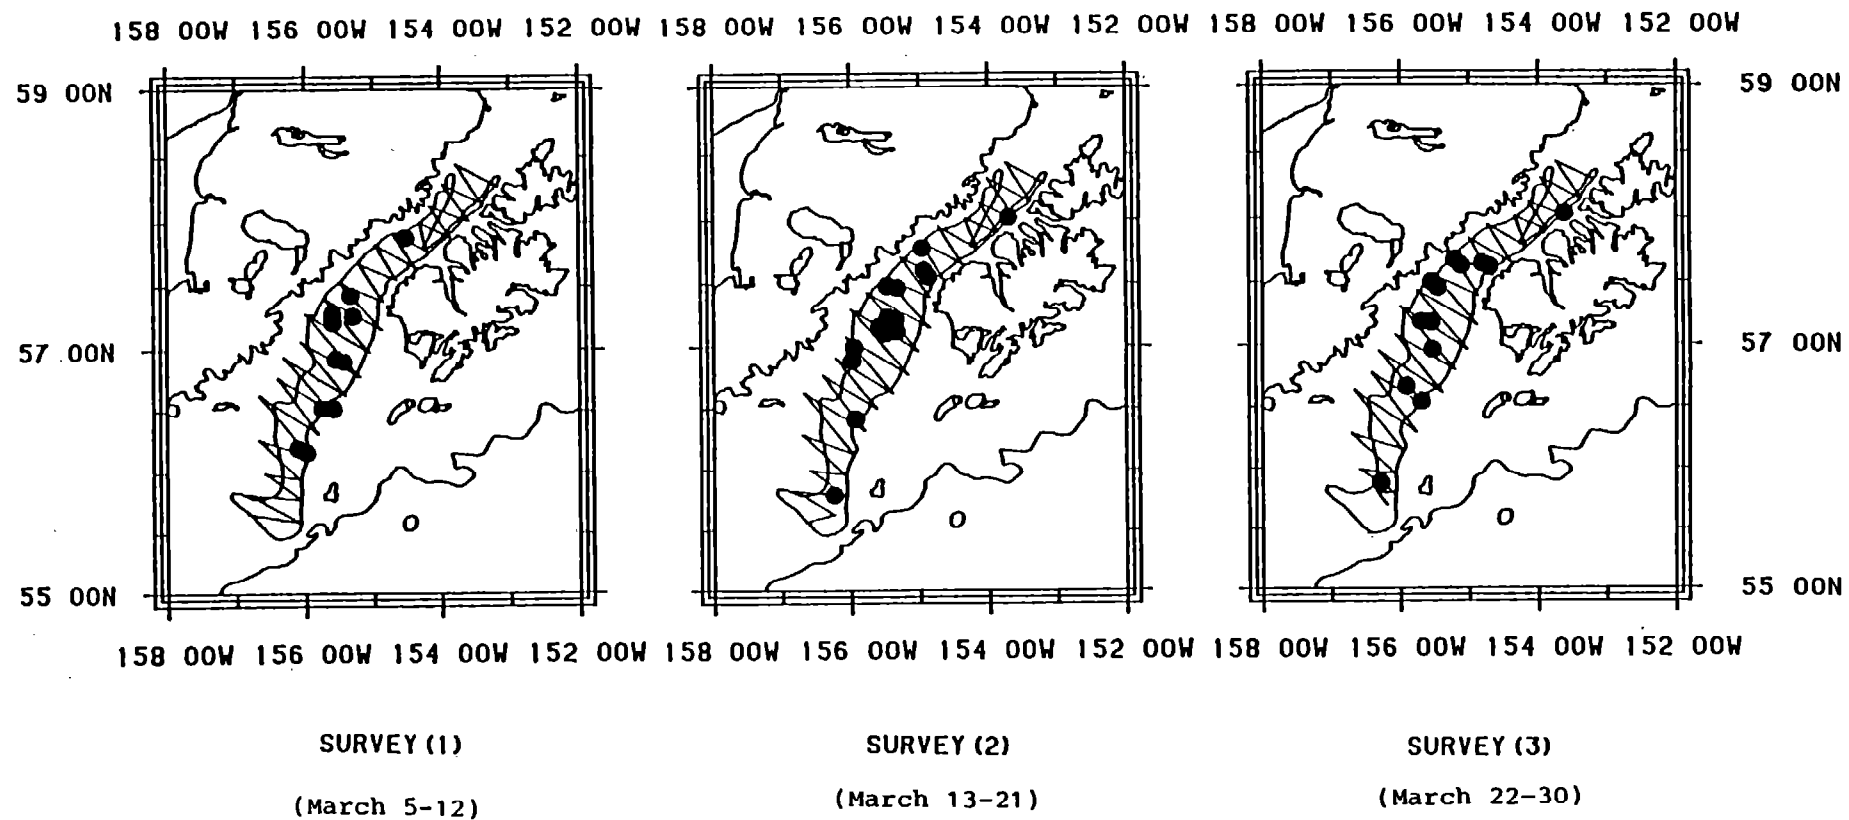 158 00W 156 00W 154 00W 152 00W 158 00W 156 00W 154 00W 152 00W 158 00W 156 00W 154 00W 152 00W
59 00N 59 00N
57 00N 57 00N
55 00N 55 00N
158 00W 156 00W 154 00W 152 00W 158 00W 156 00W 154 00W 152 00W 158 00W 156 00W 154 00W 152 00W
SURVEY (1) SURVEY (2) SURVEY (3)
(March 5-12) (March 13-21) (March 22-30)